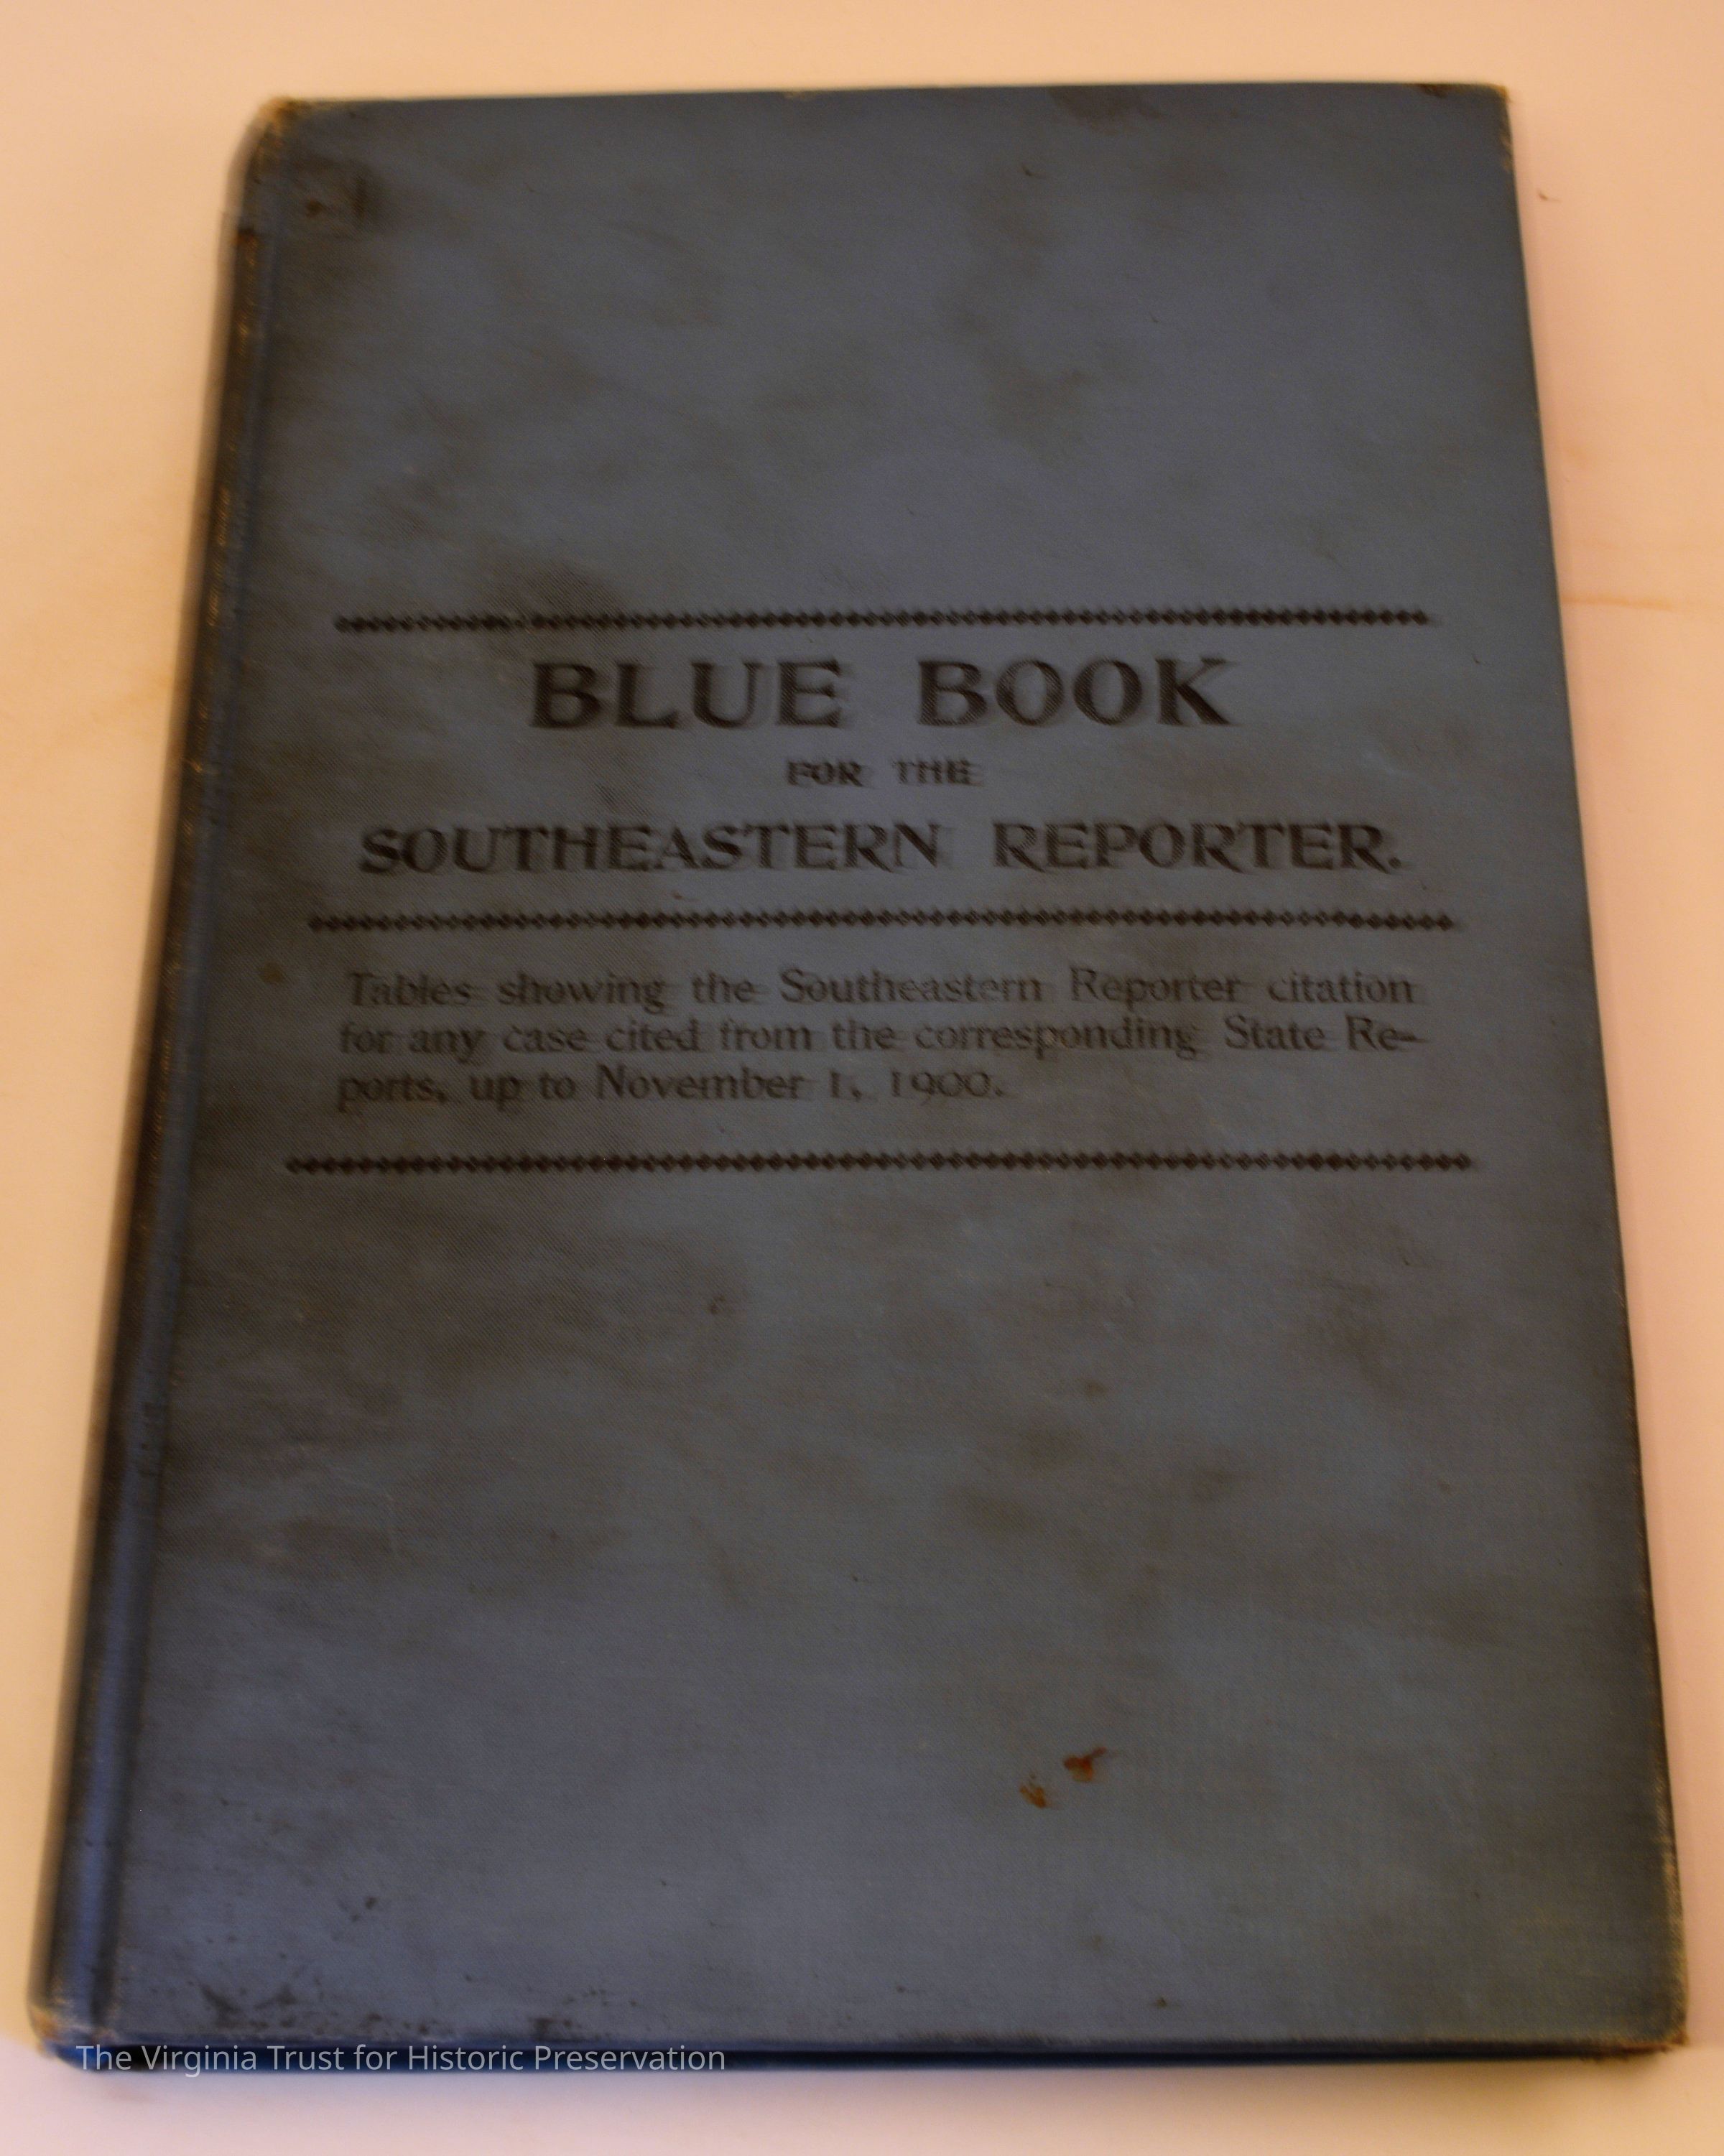 BLUE BOOK
FOR THE
SOUTHEASTERN REPORTER.
Tables showing the Southeastern Reporter citation
for any case cited from the corresponding State Re-
ports, up to November 1, 1900.
The Virginia Trust for Historic Preservation